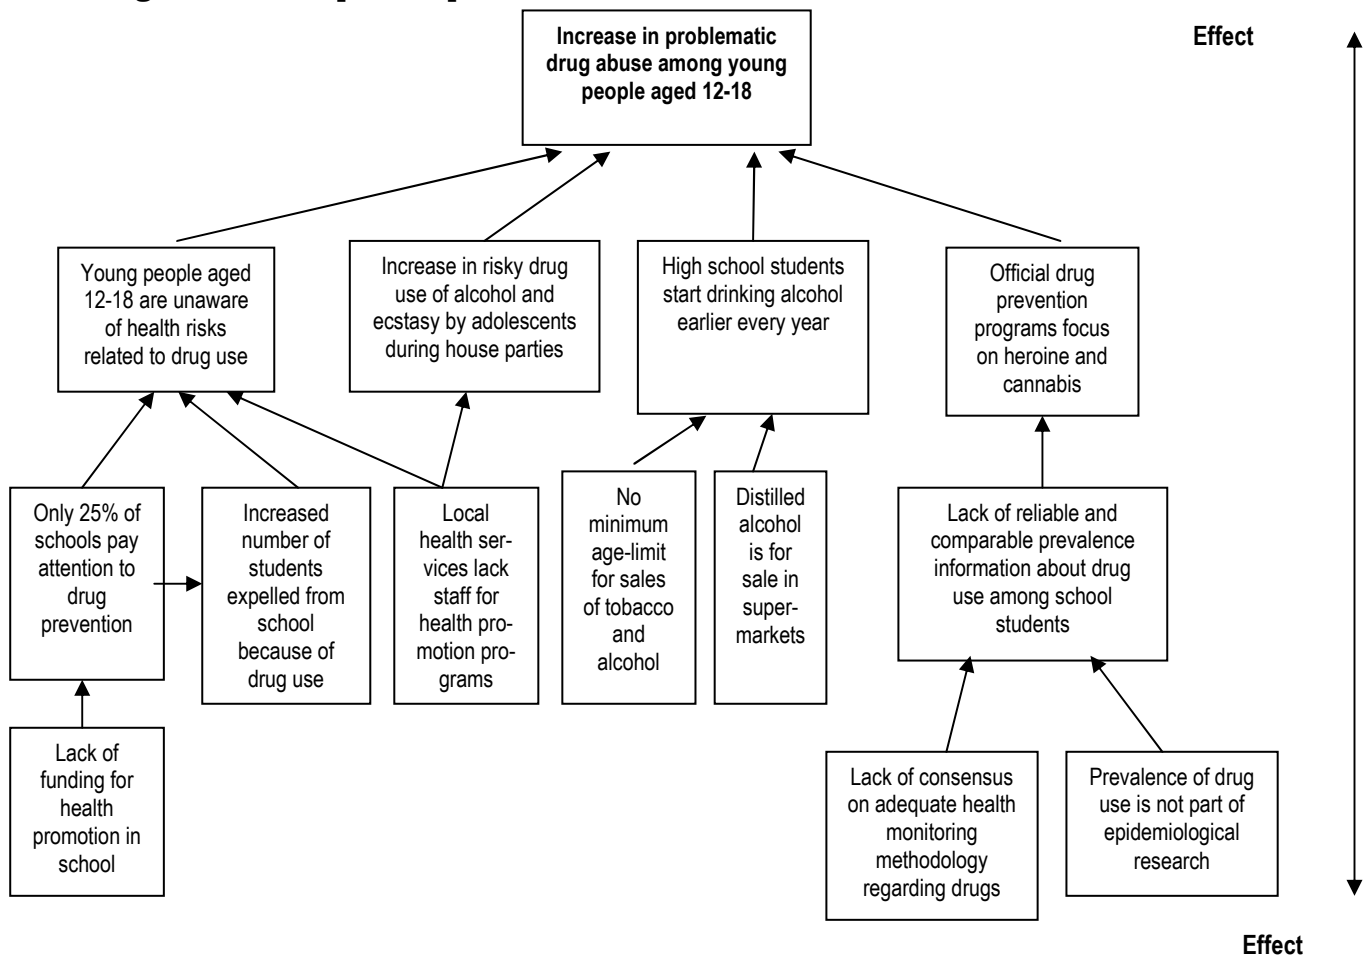 Increase in problematic
drug abuse among young
people aged 12-18
Effect
Young people aged
12-18 are unaware
of health risks
related to drug use
Increase in risky drug
use of alcohol and
ecstasy by adolescents
during house parties
High school students
start drinking alcohol
earlier every year
Official drug
prevention
programs focus
on heroine and
cannabis
Only 25% of
schools pay
attention to
drug
prevention
Increased
number of
students
expelled from
school
because of
drug use
Local
health ser-
vices lack
staff for
health pro-
motion pro-
grams
No
minimum
age-limit
for sales
of tobacco
and
alcohol
Distilled
alcohol
is for
sale in
super-
markets
Lack of reliable and
comparable prevalence
information about drug
use among school
students
Lack of
funding for
health
promotion in
school
Lack of consensus
on adequate health
monitoring
methodology
regarding drugs
Prevalence of drug
use is not part of
epidemiological
research
Effect